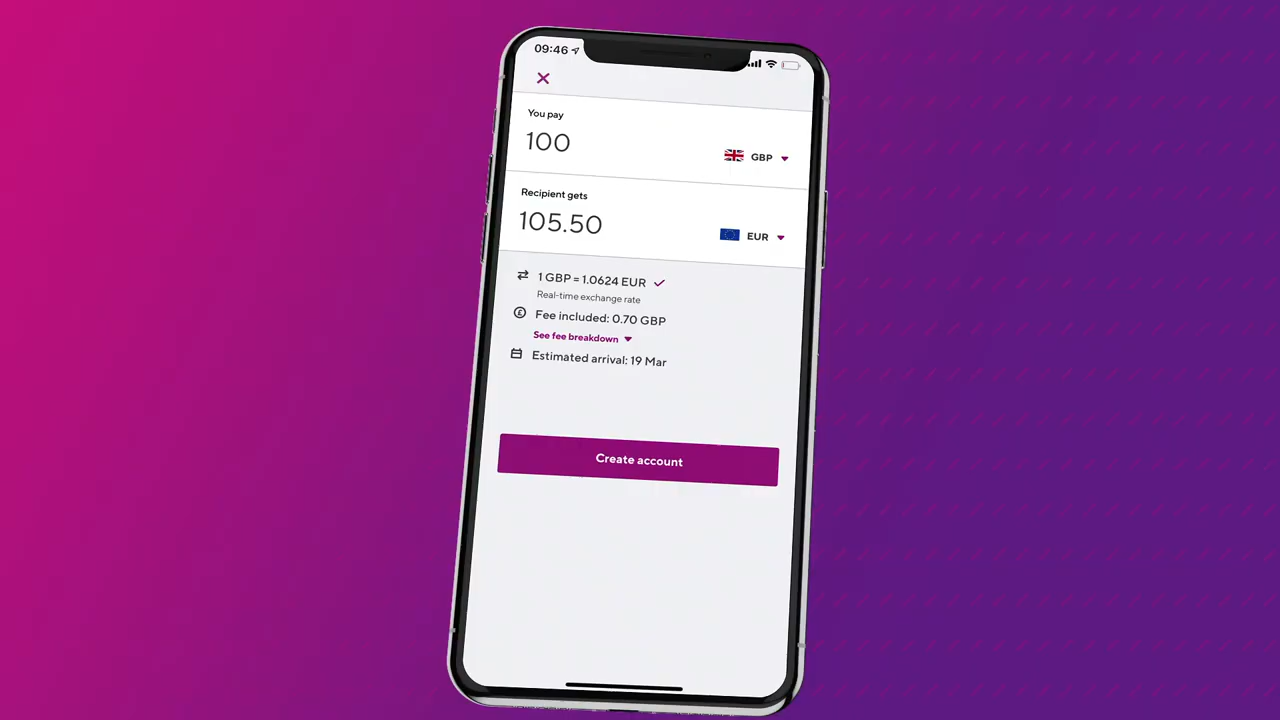 09:46
You pay
100
GBP
Recipient gets
105.50
EUR
1 GBP = 1.0624 EUR
Real-time exchange rate
Fee included: 0.70 GBP
See fee breakdown
Estimated arrival: 19 Mar
Create account